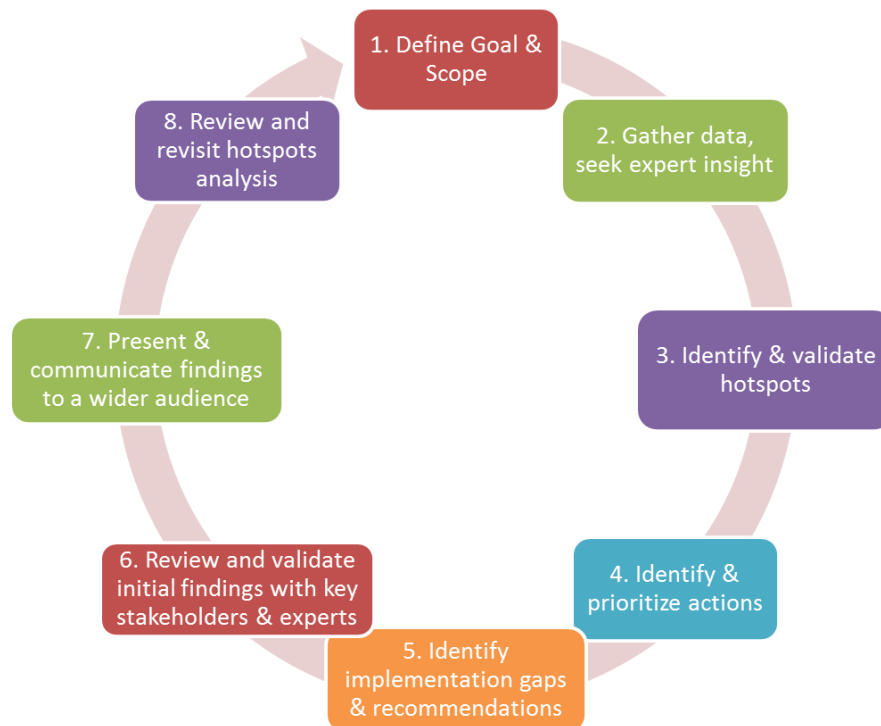 1. Define Goal &
Scope
2. Gather data,
seek expert insight
3. Identify & validate
hotspots
4. Identify &
prioritize actions
5. Identify
implementation gaps
& recommendations
6. Review and validate
initial findings with key
stakeholders & experts
7. Present &
communicate findings
to a wider audience
8. Review and
revisit hotspots
analysis